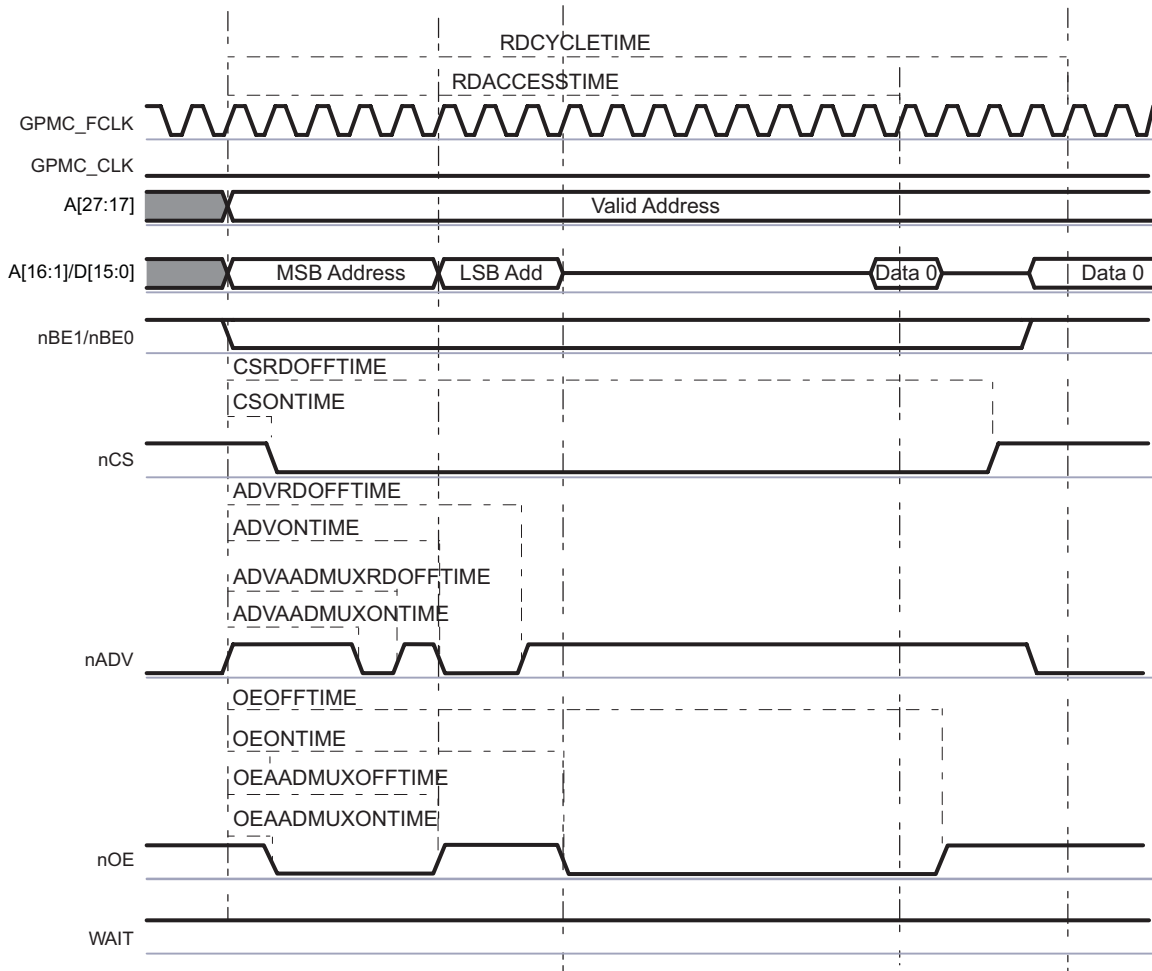 RDCYCLETIME
RDACCESSTIME
GPMC_FCLK
GPMC_CLK
A[27:17]
Valid Address
A[16:1]/D[15:0]
MSB Address
LSB Add
Data 0
Data 0
nBE1/nBE0
CSRDOFFTIME
CSONTIME
nCS
ADVRDOFFTIME
ADVONTIME
ADVAADMUXRDOFFTIME
ADVAADMUXONTIME
nADV
OEOFFTIME
OEONTIME
OEAADMUXOFFTIME
OEAADMUXONTIME
nOE
WAIT